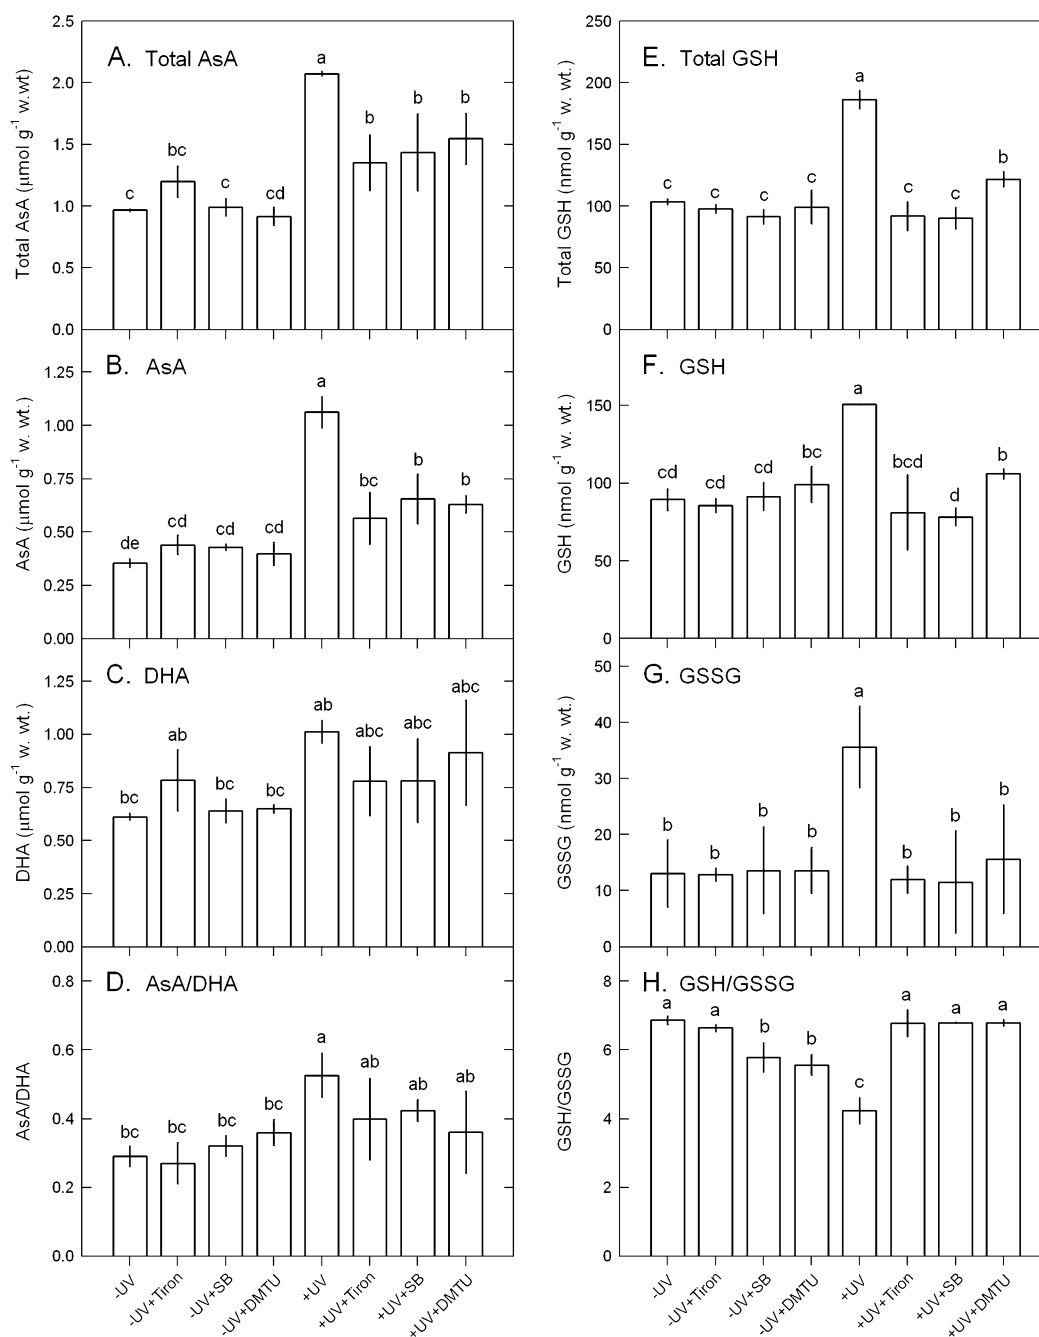 A. Total AsA
Total AsA (μmol g-1 w.wt)
2.5
2.0
1.5
1.0
0.5
0.0
c
bc
c
cd
a
b
b
b
B. AsA
AsA (μmol g-1 w. wt.)
1.25
1.00
0.75
0.50
0.25
0.00
de
cd
cd
cd
a
bc
b
b
C. DHA
DHA (μmol g-1 w. wt.)
1.25
1.00
0.75
0.50
0.25
0.00
bc
ab
bc
bc
ab
abc
abc
abc
D. AsA/DHA
AsA/DHA
0.8
0.6
0.4
0.2
0.0
bc
bc
bc
bc
a
ab
ab
ab
-UV
-UV+Tiron
-UV+SB
-UV+DMTU
+UV
+UV+Tiron
+UV+SB
+UV+DMTU
E. Total GSH
Total GSH (nmol g-1 w. wt.)
250
200
150
100
50
0
c
c
c
c
a
c
c
b
F. GSH
GSH (nmol g-1 w. wt.)
150
100
50
0
cd
cd
cd
bc
a
bcd
d
b
G. GSSG
GSSG (nmol g-1 w. wt.)
50
40
30
20
10
0
b
b
b
b
a
b
b
b
H. GSH/GSSG
GSH/GSSG
8
6
4
2
0
a
a
b
b
c
a
a
a
-UV
-UV+Tiron
-UV+SB
-UV+DMTU
+UV
+UV+Tiron
+UV+SB
+UV+DMTU